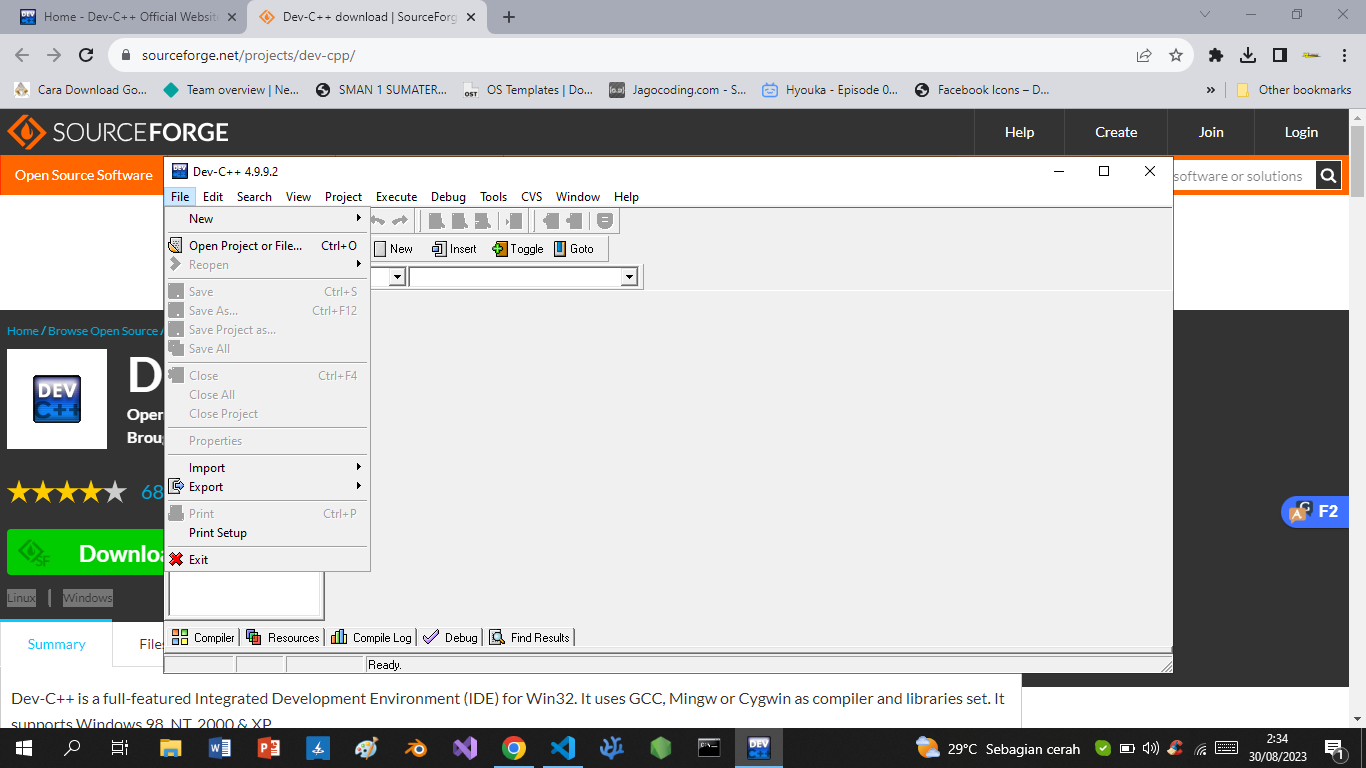 Home - Dev-C++ Official Website
Dev-C++ download | SourceForg
sourceforge.net/projects/dev-cpp/
Cara Download Go...
Team overview | Ne...
SMAN 1 SUMATER...
OS Templates | Do...
Jagocoding.com - S...
Hyouka - Episode 0...
Facebook Icons – D...
»
Other bookmarks
SOURCEFORGE
Help
Create
Join
Login
Open Source Software
software or solutions
Dev-C++ 4.9.9.2
File Edit Search View Project Execute Debug Tools CVS Window Help
New
Open Project or File... Ctrl+O
Reopen
Save Ctrl+S
Save As... Ctrl+F12
Save Project as...
Save All
Close Ctrl+F4
Close All
Close Project
Properties
Import
Export
Print Ctrl+P
Print Setup
Exit
New Insert Toggle Goto
Compiler Resources Compile Log Debug Find Results
Ready.
Home / Browse Open Source /
DEV
C++
D
Oper
Broug
68
Downloa
SF
Linux | Windows
F2
Summary
Files
Dev-C++ is a full-featured Integrated Development Environment (IDE) for Win32. It uses GCC, Mingw or Cygwin as compiler and libraries set. It
supports Windows 98, NT, 2000 & XP.
29°C Sebagian cerah
2:34
30/08/2023
1